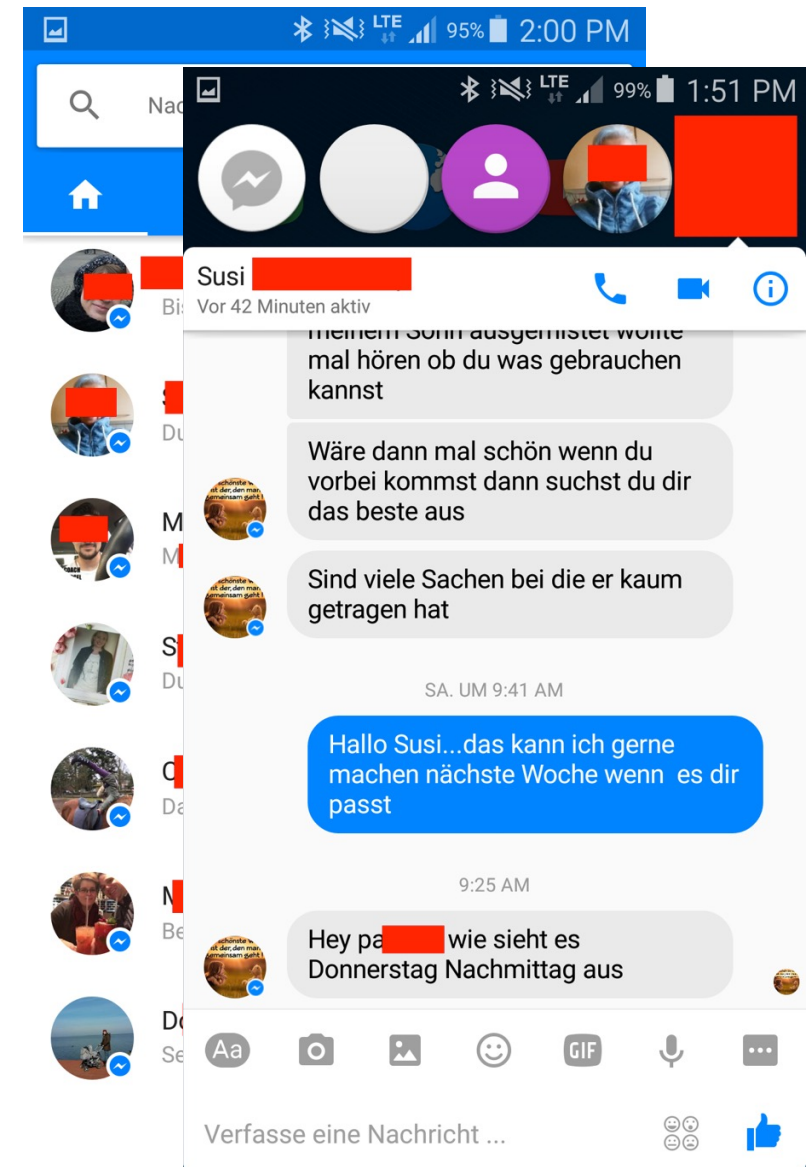 LTE 95% 2:00 PM
LTE 99% 1:51 PM
Susi
Vor 42 Minuten aktiv
meinem Sohn ausgemistet wollte
mal hören ob du was gebrauchen
kannst
Wäre dann mal schön wenn du
vorbei kommst dann suchst du dir
das beste aus
Sind viele Sachen bei die er kaum
getragen hat
SA. UM 9:41 AM
Hallo Susi...das kann ich gerne
machen nächste Woche wenn es dir
passt
9:25 AM
Hey pa wie sieht es
Donnerstag Nachmittag aus
Aa GIF
Verfasse eine Nachricht ...